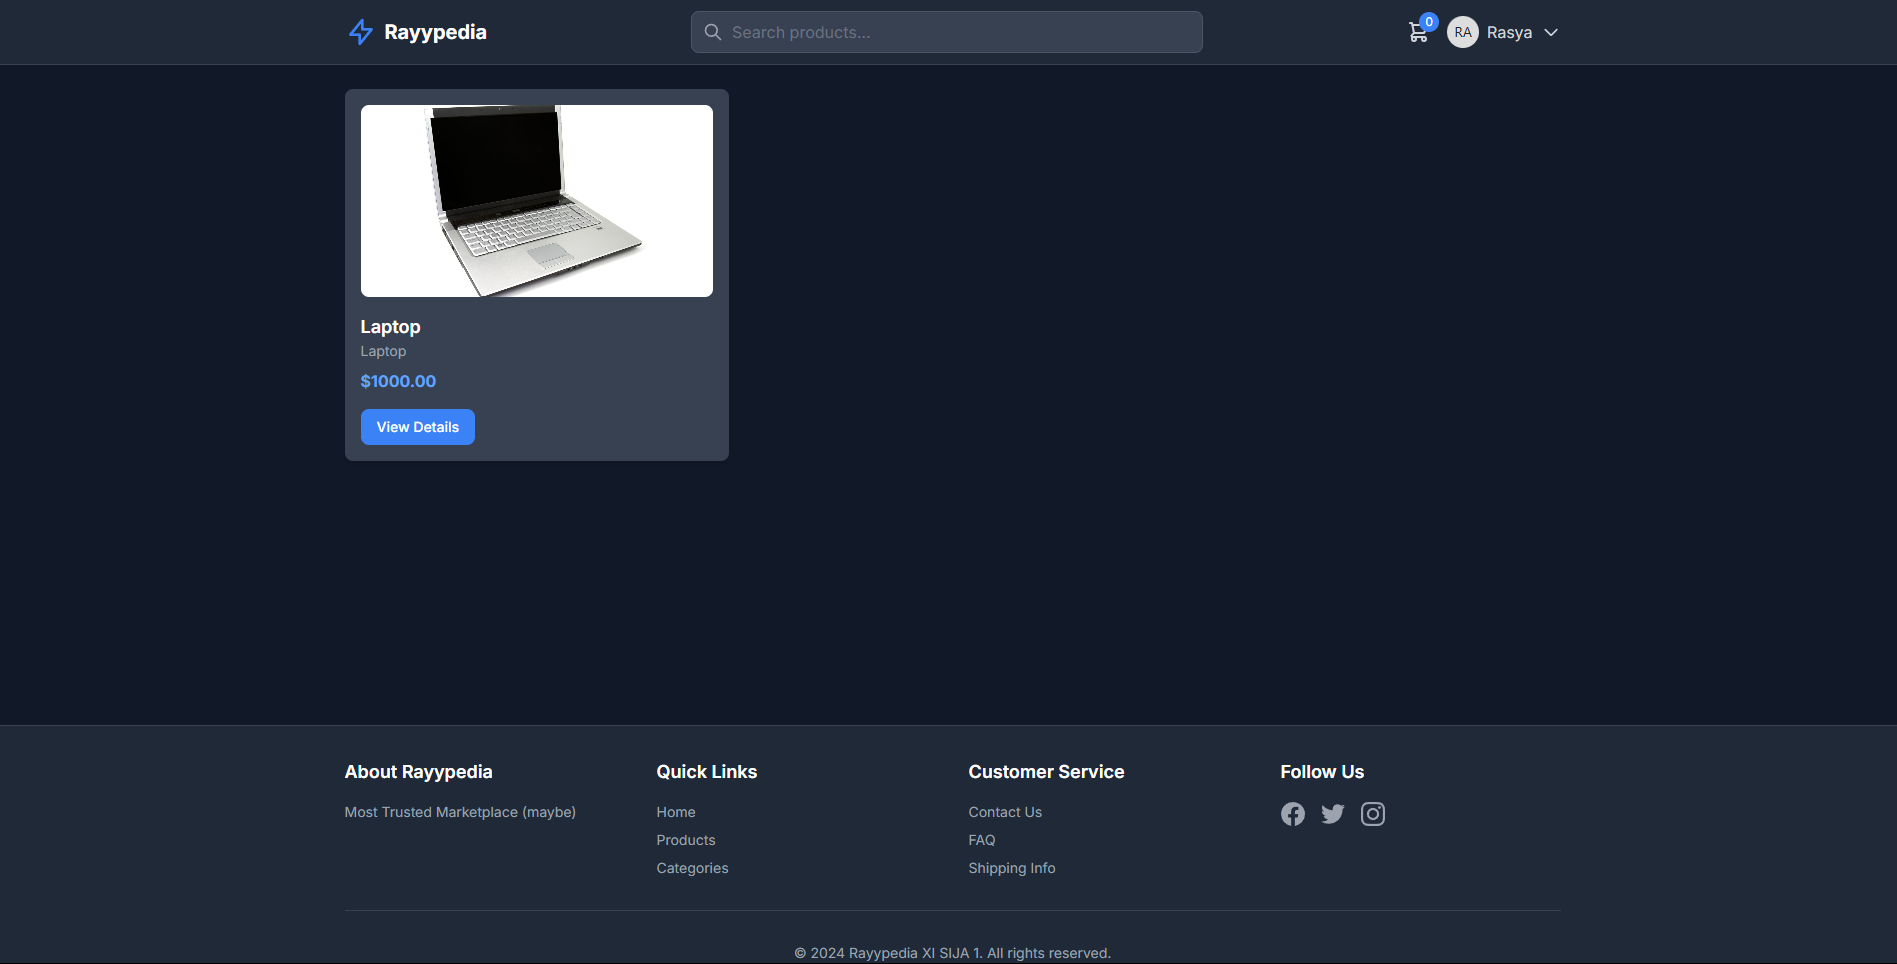 Rayypedia
Search products...
0
RA
Rasya
Laptop
Laptop
$1000.00
View Details
About Rayypedia
Most Trusted Marketplace (maybe)
Quick Links
Home
Products
Categories
Customer Service
Contact Us
FAQ
Shipping Info
Follow Us
© 2024 Rayypedia XI SIJA 1. All rights reserved.